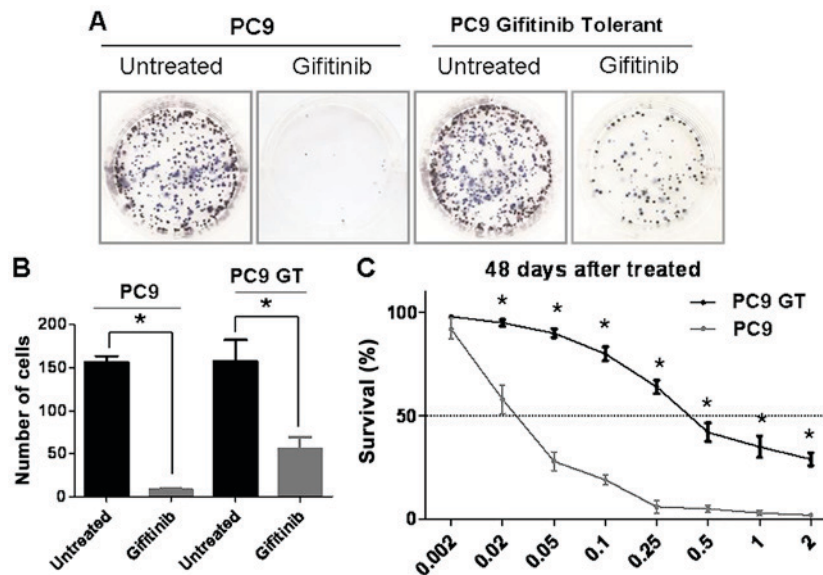 A
PC9
PC9 Gifitinib Tolerant
Untreated
Gifitinib
Untreated
Gifitinib
B
PC9
PC9 GT
*
*
Number of cells
200
150
100
50
0
Untreated
Gifitinib
Untreated
Gifitinib
C
48 days after treated
PC9 GT
PC9
* * * * * * *
Survival (%)
100
50
0
0.002
0.02
0.05
0.1
0.25
0.5
1
2